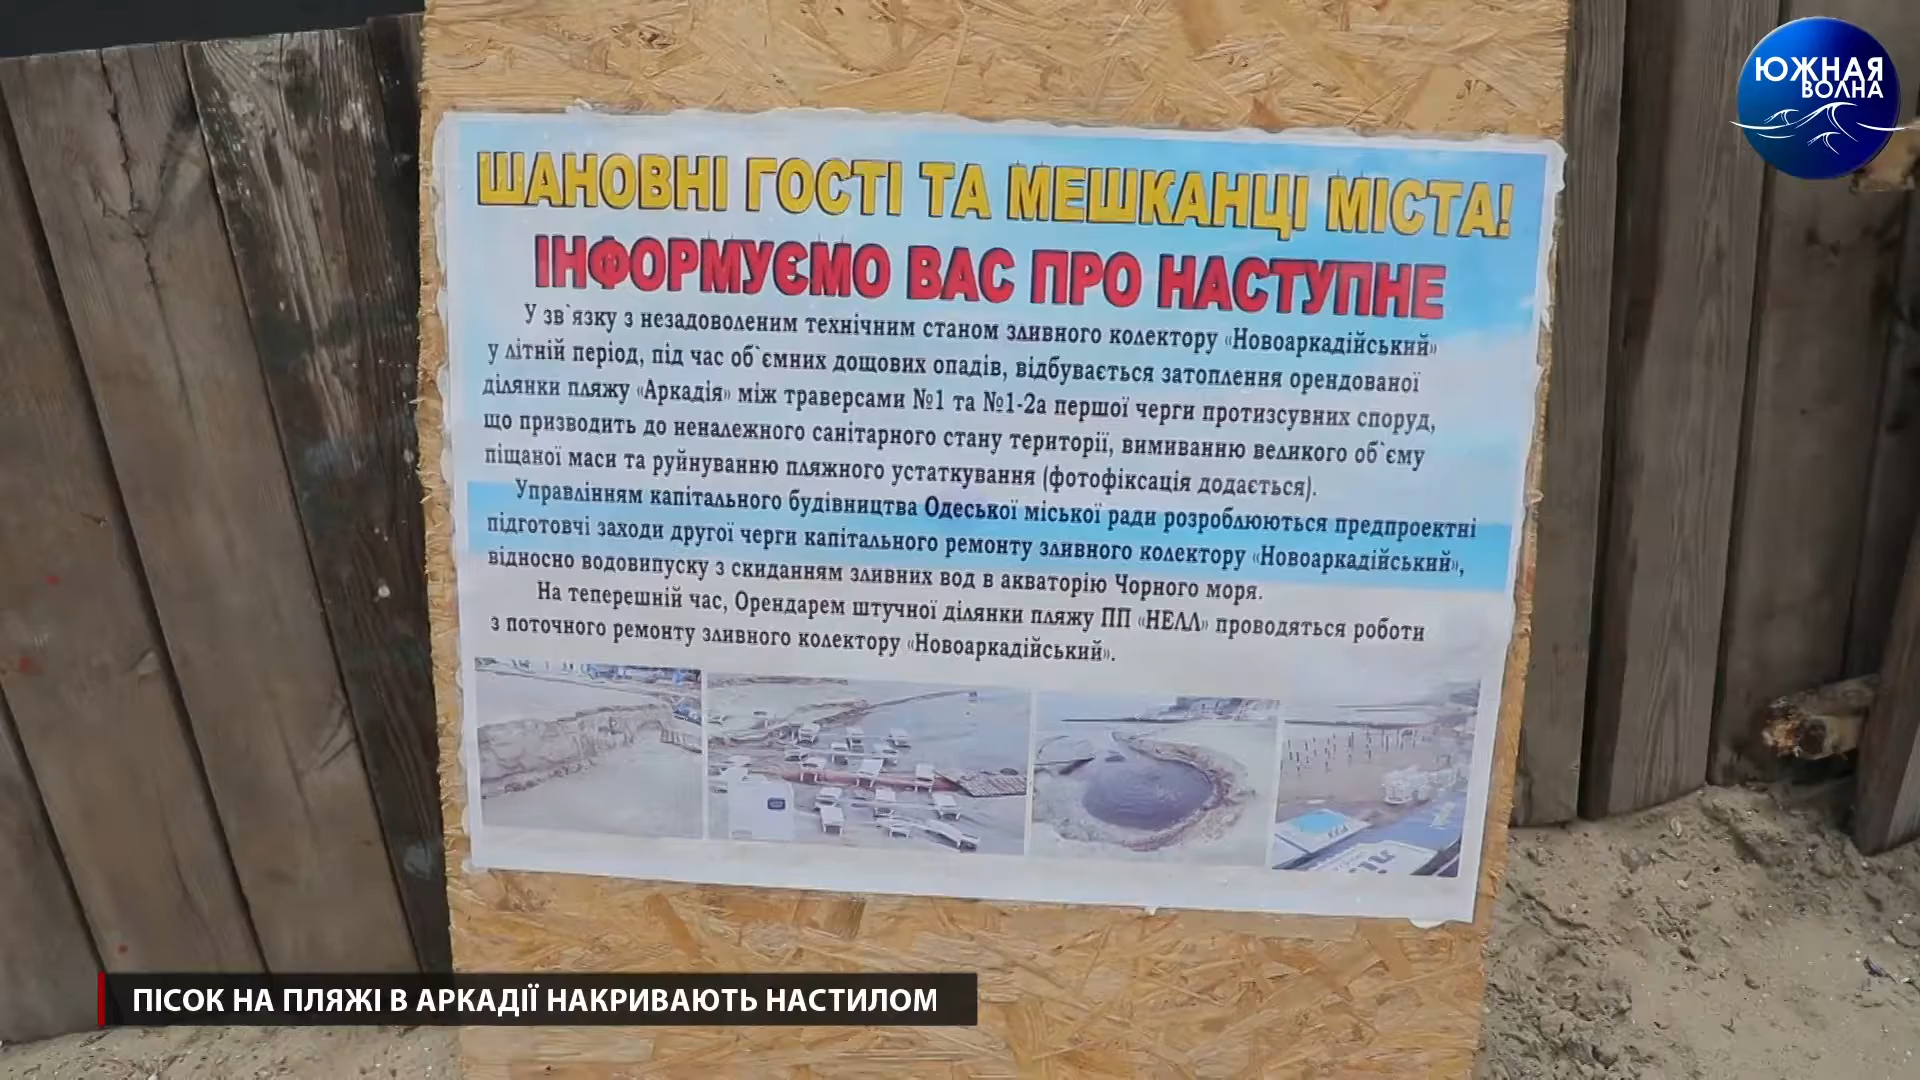 ЮЖНАЯ
ВОЛНА
ШАНОВНІ ГОСТІ ТА МЕШКАНЦІ МІСТА!
ІНФОРМУЄМО ВАС ПРО НАСТУПНЕ
У зв`язку з незадоволеним технічним станом зливного колектору «Новоаркадійський»
у літній період, під час об`ємних дощових опадів, відбувається затоплення орендованої
ділянки пляжу «Аркадія» між траверсами №1 та №1-2а першої черги протизсувних споруд,
що призводить до неналежного санітарного стану території, вимиванню великого об`єму
піщаної маси та руйнуванню пляжного устаткування (фотофіксація додається).
Управлінням капітального будівництва Одеської міської ради розроблюються предпроектні
підготовчі заходи другої черги капітального ремонту зливного колектору «Новоаркадійський»,
відносно водовипуску з скиданням зливних вод в акваторію Чорного моря.
На теперешній час, Орендарем штучної ділянки пляжу ПП «НЕЛЛ» проводяться роботи
з поточного ремонту зливного колектору «Новоаркадійський».
ПІСОК НА ПЛЯЖІ В АРКАДІЇ НАКРИВАЮТЬ НАСТИЛОМ